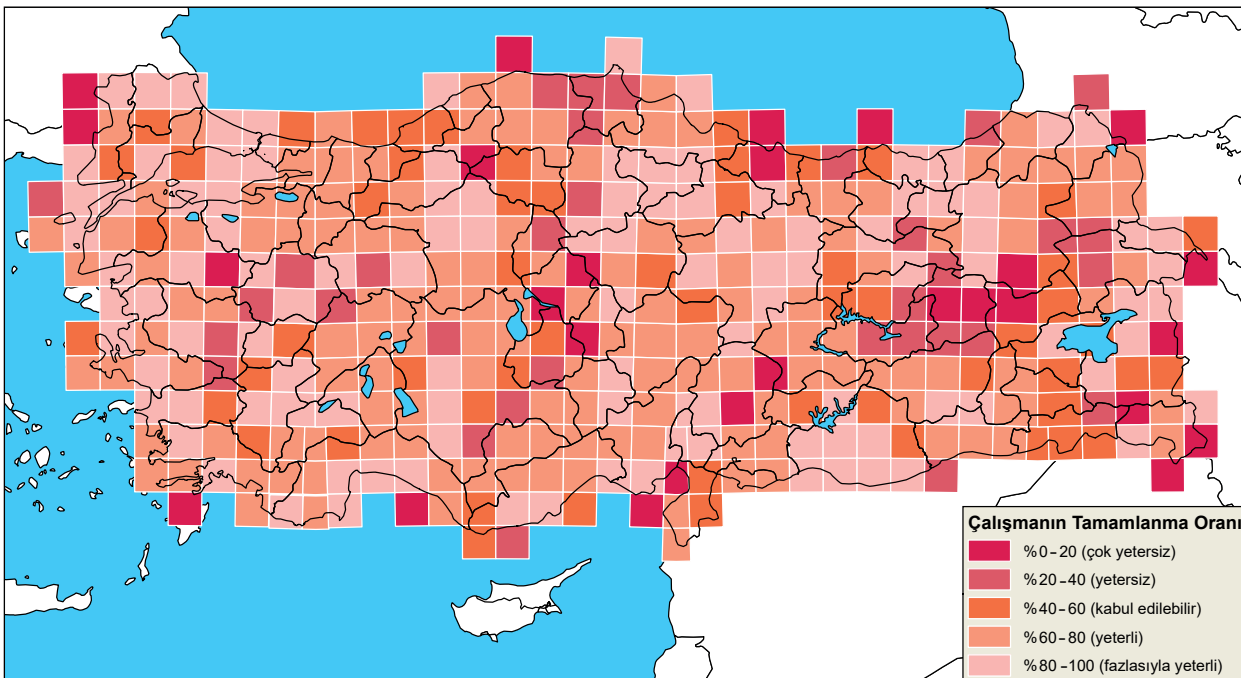 Çalışmanın Tamamlanma Oranı
%0-20 (çok yetersiz)
%20-40 (yetersiz)
%40-60 (kabul edilebilir)
%60-80 (yeterli)
%80-100 (fazlasıyla yeterli)